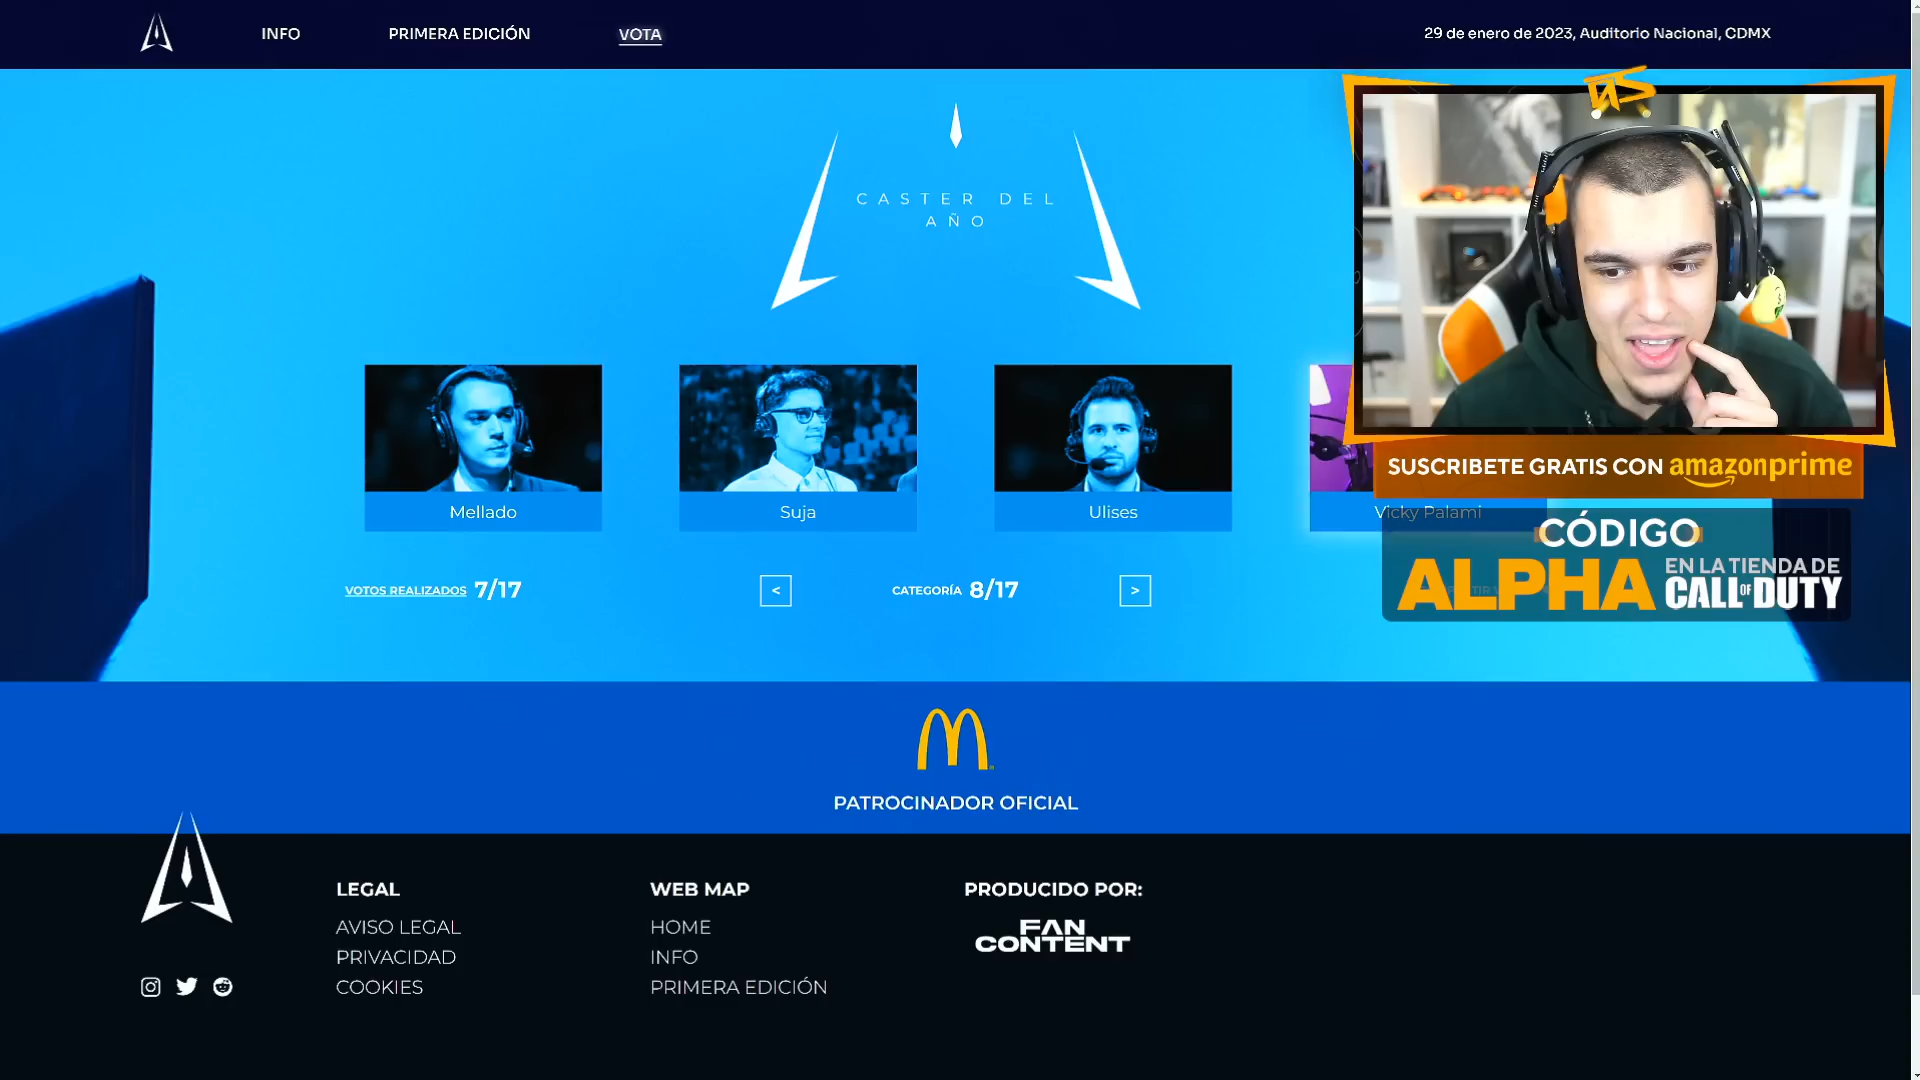 INFO
PRIMERA EDICIÓN
VOTA
29 de enero de 2023, Auditorio Nacional, CDMX
CASTER DEL
AÑO
Mellado
Suja
Ulises
Vicky Palami
SUSCRIBETE GRATIS CON amazonprime
CÓDIGO
ALPHA EN LA TIENDA DE
CALL OF DUTY
VOTOS REALIZADOS 7/17
<
CATEGORÍA 8/17
>
PATROCINADOR OFICIAL
LEGAL
AVISO LEGAL
PRIVACIDAD
COOKIES
WEB MAP
HOME
INFO
PRIMERA EDICIÓN
PRODUCIDO POR:
FAN
CONTENT